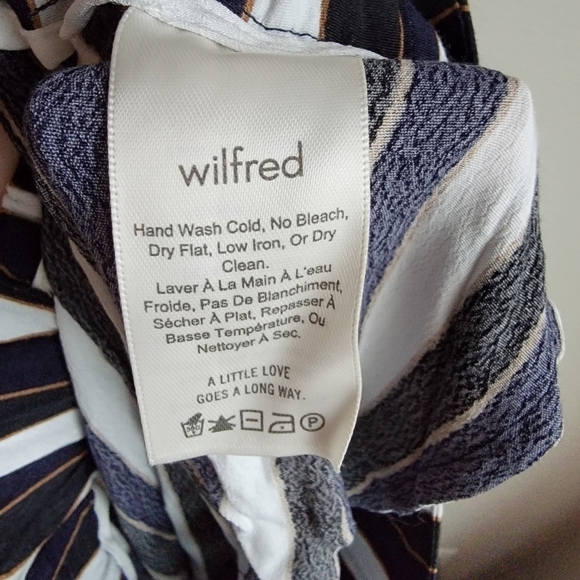 wilfred
Hand Wash Cold, No Bleach,
Dry Flat, Low Iron, Or Dry
Clean.
Laver À La Main À L'eau
Froide, Pas De Blanchiment,
Sécher À Plat, Repasser À
Basse Température, Ou
Nettoyer À Sec.
A LITTLE LOVE
GOES A LONG WAY.
P